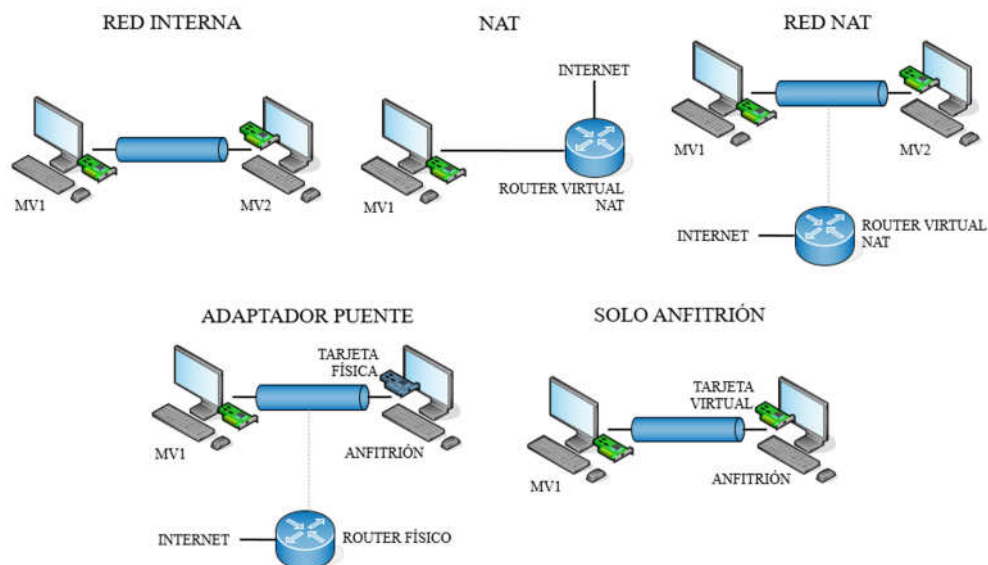 RED INTERNA
MV1
MV2
NAT
INTERNET
MV1
ROUTER VIRTUAL
NAT
RED NAT
MV1
MV2
INTERNET
ROUTER VIRTUAL
NAT
ADAPTADOR PUENTE
TARJETA
FÍSICA
MV1
ANFITRIÓN
INTERNET
ROUTER FÍSICO
SOLO ANFITRIÓN
TARJETA
VIRTUAL
MV1
ANFITRIÓN